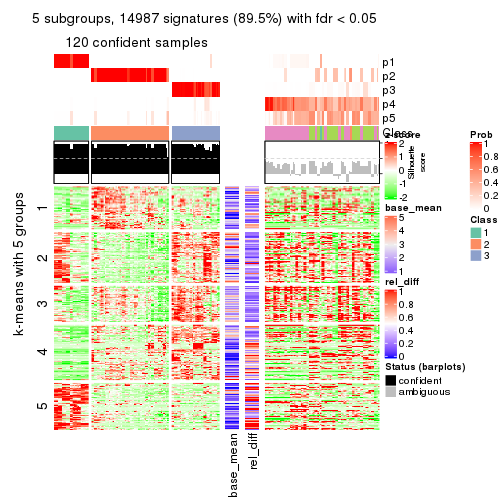 5 subgroups, 14987 signatures (89.5%) with fdr < 0.05
120 confident samples
p1
p2
p3
p4
p5
Class
z-score
2
1
0
-1
-2
Silhouette
score
Prob
1
0.8
0.6
0.4
0.2
0
Class
1
2
3
base_mean
5
4
3
2
1
rel_diff
1
0.8
0.6
0.4
0.2
0
Status (barplots)
confident
ambiguous
k-means with 5 groups
1
2
3
4
5
base_mean
rel_diff